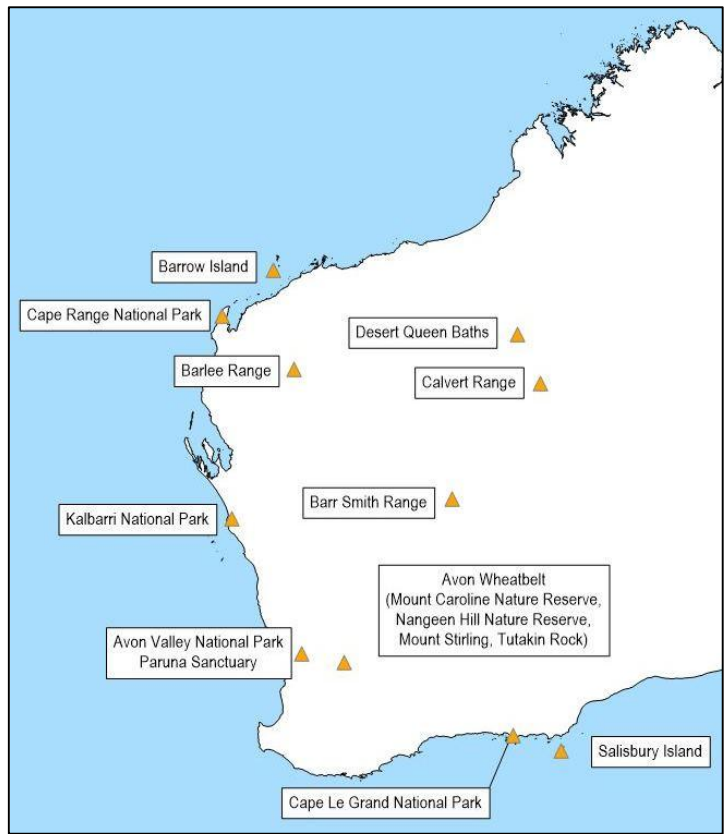 Barrow Island
Cape Range National Park
Desert Queen Baths
Barlee Range
Calvert Range
Barr Smith Range
Kalbarri National Park
Avon Wheatbelt
(Mount Caroline Nature Reserve,
Nangeen Hill Nature Reserve,
Mount Stirling, Tutakin Rock)
Avon Valley National Park
Paruna Sanctuary
Salisbury Island
Cape Le Grand National Park